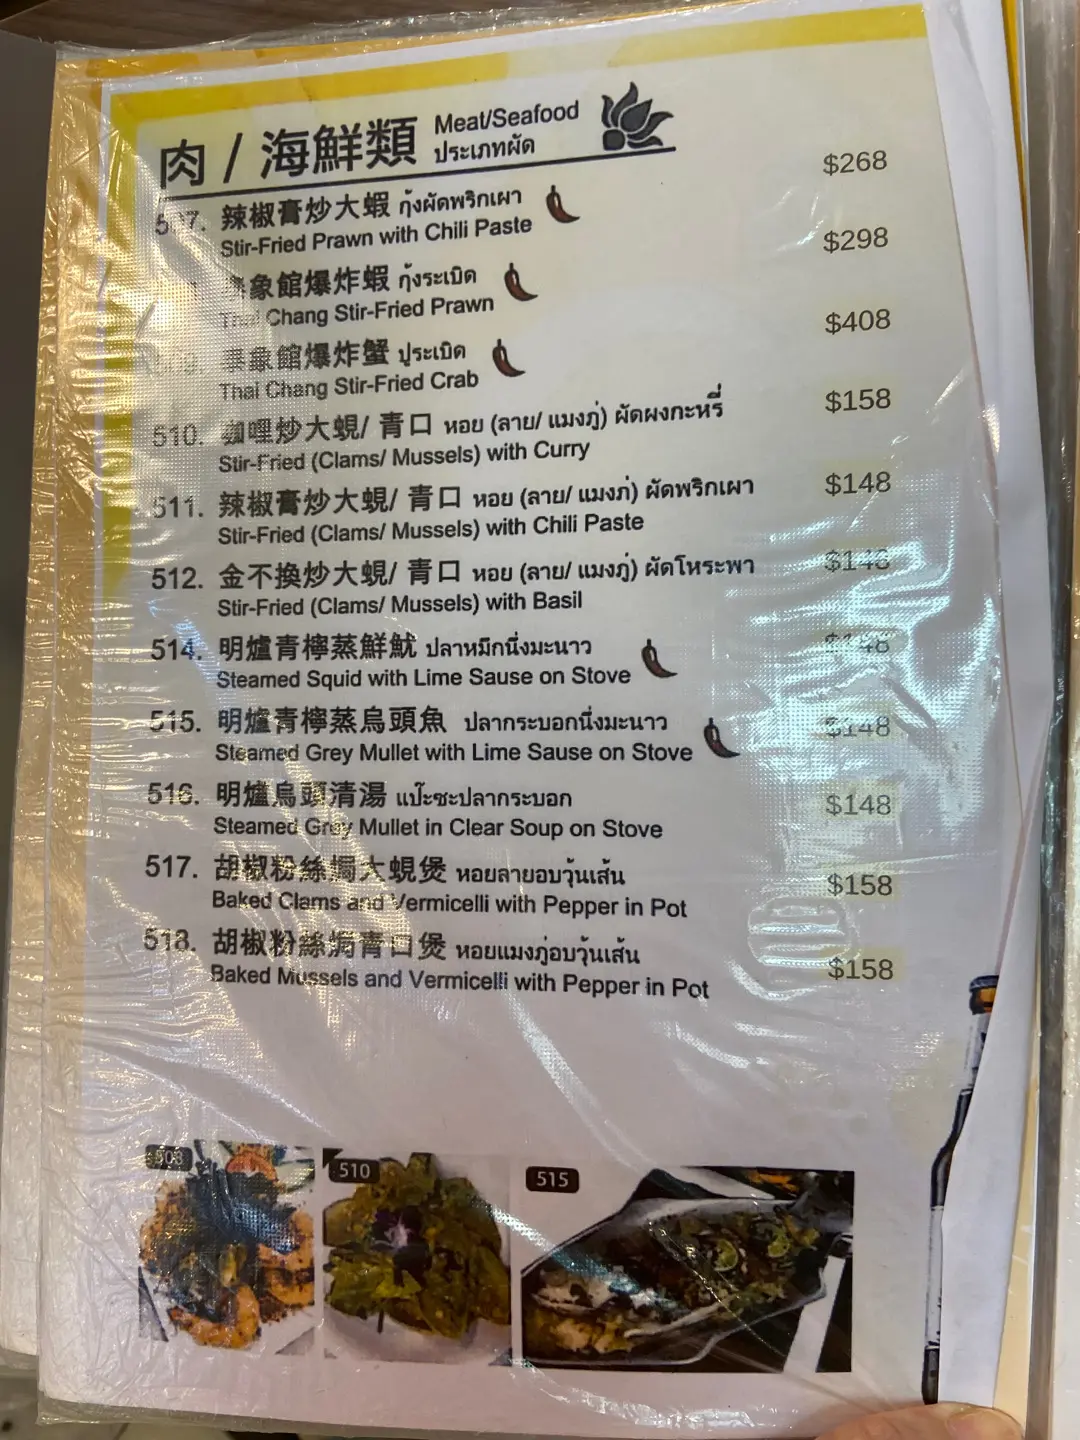 肉 / 海鮮類 Meat/Seafood
ประเภทผัด
辣椒膏炒大蝦 กุ้งผัดพริกเผา $268
Stir-Fried Prawn with Chili Paste
象館爆炸蝦 กุ้งระเบิด $298
Thai Chang Stir-Fried Prawn
象館爆炸蟹 ปูระเบิด $408
Thai Chang Stir-Fried Crab
510. 咖哩炒大蜆/ 青口 หอย (ลาย/ แมงภู่) ผัดผงกะหรี่ $158
Stir-Fried (Clams/ Mussels) with Curry
511. 辣椒膏炒大蜆/ 青口 หอย (ลาย/ แมงภู่) ผัดพริกเผา $148
Stir-Fried (Clams/ Mussels) with Chili Paste
512. 金不換炒大蜆/ 青口 หอย (ลาย/ แมงภู่) ผัดโหระพา $148
Stir-Fried (Clams/ Mussels) with Basil
514. 明爐青檸蒸鮮魷 ปลาหมึกนึ่งมะนาว $148
Steamed Squid with Lime Sause on Stove
515. 明爐青檸蒸烏頭魚 ปลากระบอกนึ่งมะนาว $148
Steamed Grey Mullet with Lime Sause on Stove
516. 明爐烏頭清湯 แป๊ะซะปลากระบอก $148
Steamed Grey Mullet in Clear Soup on Stove
517. 胡椒粉絲焗大蜆煲 หอยลายอบวุ้นเส้น $158
Baked Clams and Vermicelli with Pepper in Pot
518. 胡椒粉絲焗青口煲 หอยแมงภู่อบวุ้นเส้น $158
Baked Mussels and Vermicelli with Pepper in Pot
508 510 515